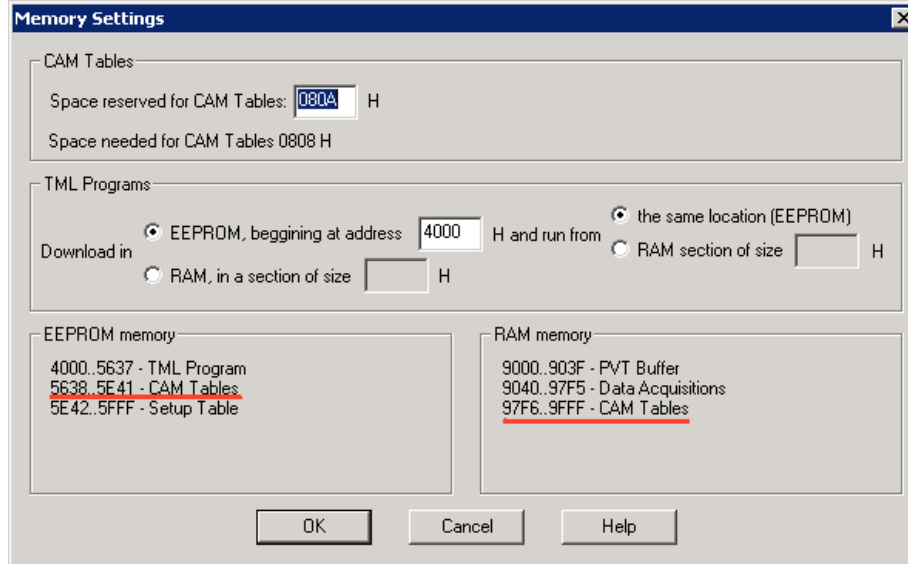 Memory Settings
CAM Tables
Space reserved for CAM Tables: 080A H
Space needed for CAM Tables 0808 H
TML Programs
Download in
EEPROM, beggining at address 4000 H and run from
the same location (EEPROM)
RAM section of size H
RAM, in a section of size H
EEPROM memory
4000..5637 - TML Program
5638..5E41 - CAM Tables
5E42..5FFF - Setup Table
RAM memory
9000..903F - PVT Buffer
9040..97F5 - Data Acquisitions
97F6..9FFF - CAM Tables
OK Cancel Help